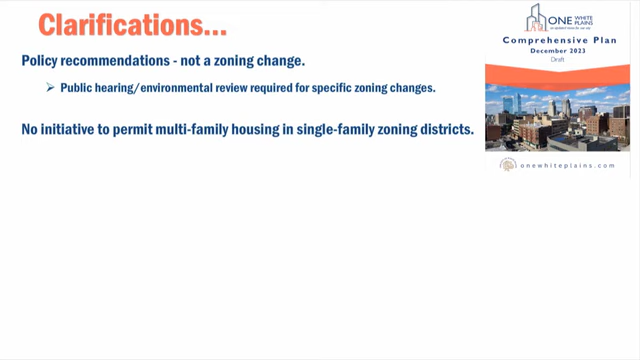 Clarifications...
Policy recommendations - not a zoning change.
➤ Public hearing/environmental review required for specific zoning changes.
No initiative to permit multi-family housing in single-family zoning districts.
ONE WHITE
PLAINS
Comprehensive Plan
December 2023
Draft
onewhiteplains.com